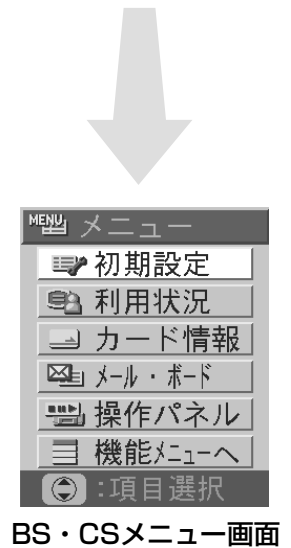 MENU メニュー
初期設定
利用状況
カード情報
メール・ボード
操作パネル
機能メニューへ
:項目選択
BS・CSメニュー画面